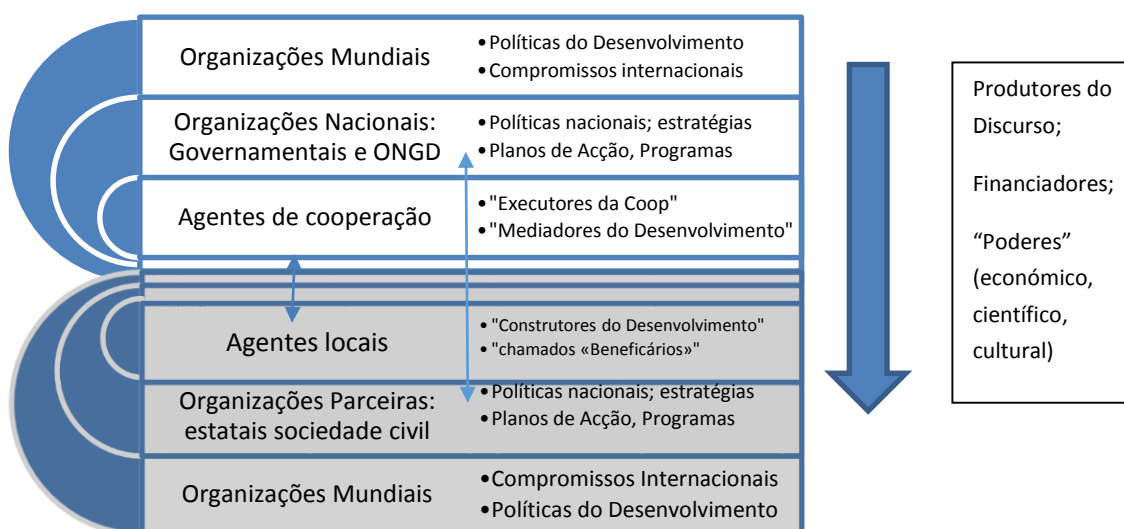 Organizações Mundiais
•Políticas do Desenvolvimento
•Compromissos internacionais
Organizações Nacionais:
Governamentais e ONGD
•Políticas nacionais; estratégias
•Planos de Acção, Programas
Agentes de cooperação
•"Executores da Coop"
•"Mediadores do Desenvolvimento"
Agentes locais
•"Construtores do Desenvolvimento"
•"chamados «Beneficários»"
Organizações Parceiras:
estatais sociedade civil
•Políticas nacionais; estratégias
•Planos de Acção, Programas
Organizações Mundiais
•Compromissos Internacionais
•Políticas do Desenvolvimento
Produtores do
Discurso;
Financiadores;
“Poderes”
(económico,
científico,
cultural)